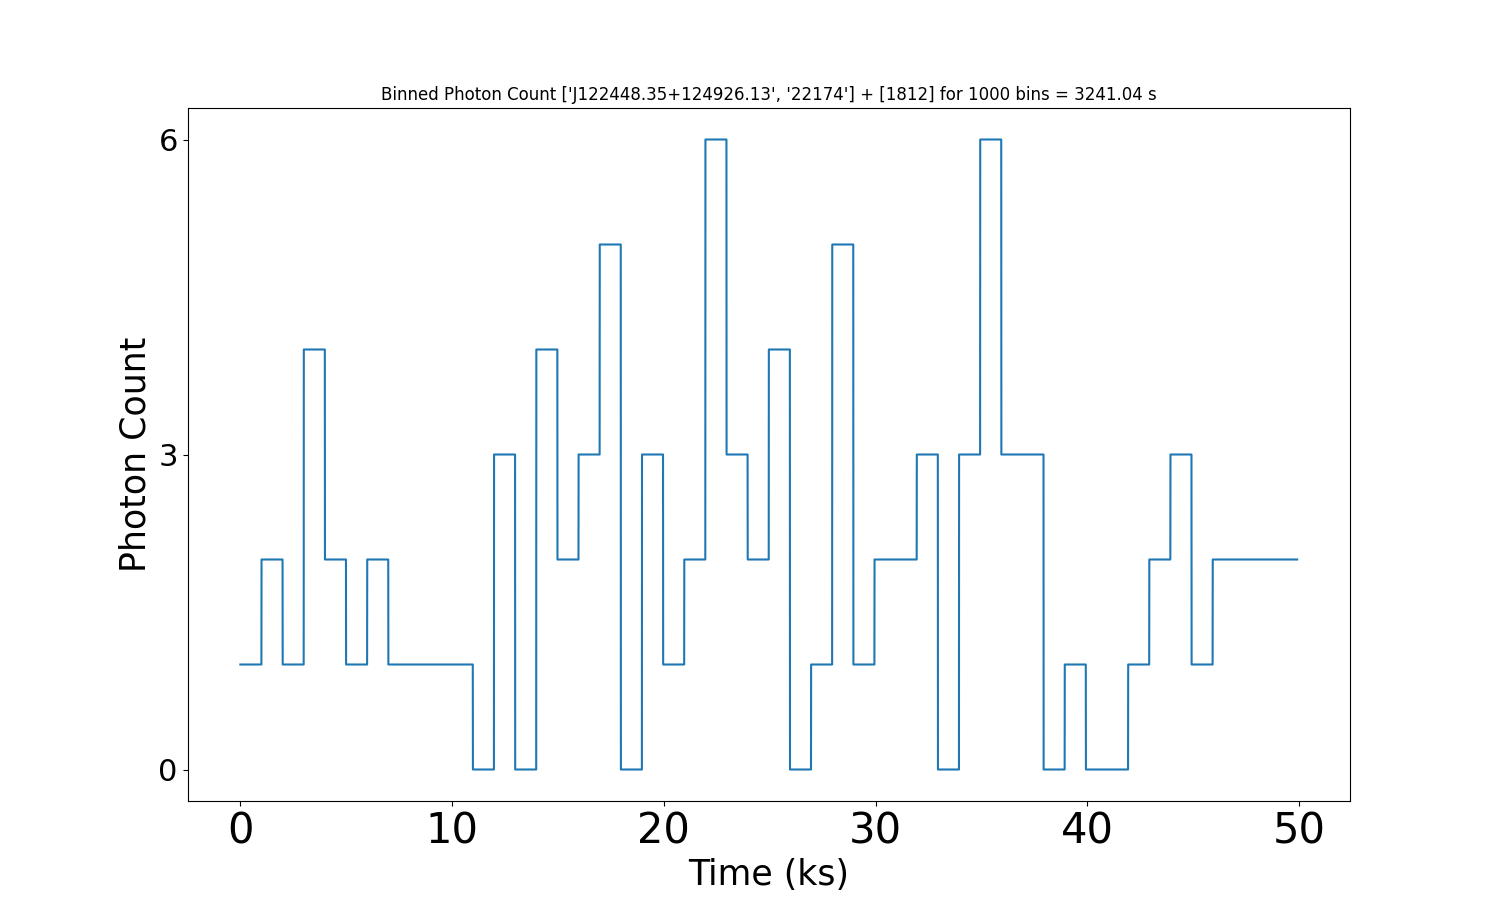 Binned Photon Count ['J122448.35+124926.13', '22174'] + [1812] for 1000 bins = 3241.04 s
Photon Count
6
3
0
0 10 20 30 40 50
Time (ks)